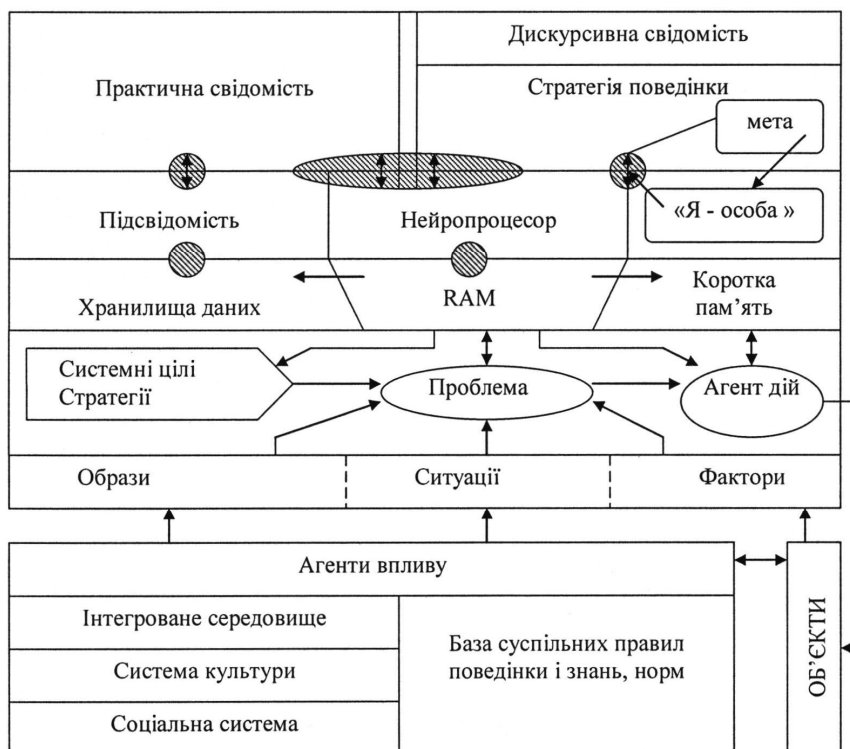 Дискурсивна свідомість
Практична свідомість
Стратегія поведінки
мета
«Я - особа »
Підсвідомість
Нейропроцесор
Хранилища даних
RAM
Коротка
пам’ять
Системні цілі
Стратегії
Проблема
Агент дій
Образи
Ситуації
Фактори
Агенти впливу
Інтегроване середовище
Система культури
Соціальна система
База суспільних правил
поведінки і знань, норм
ОБ’ЄКТИ